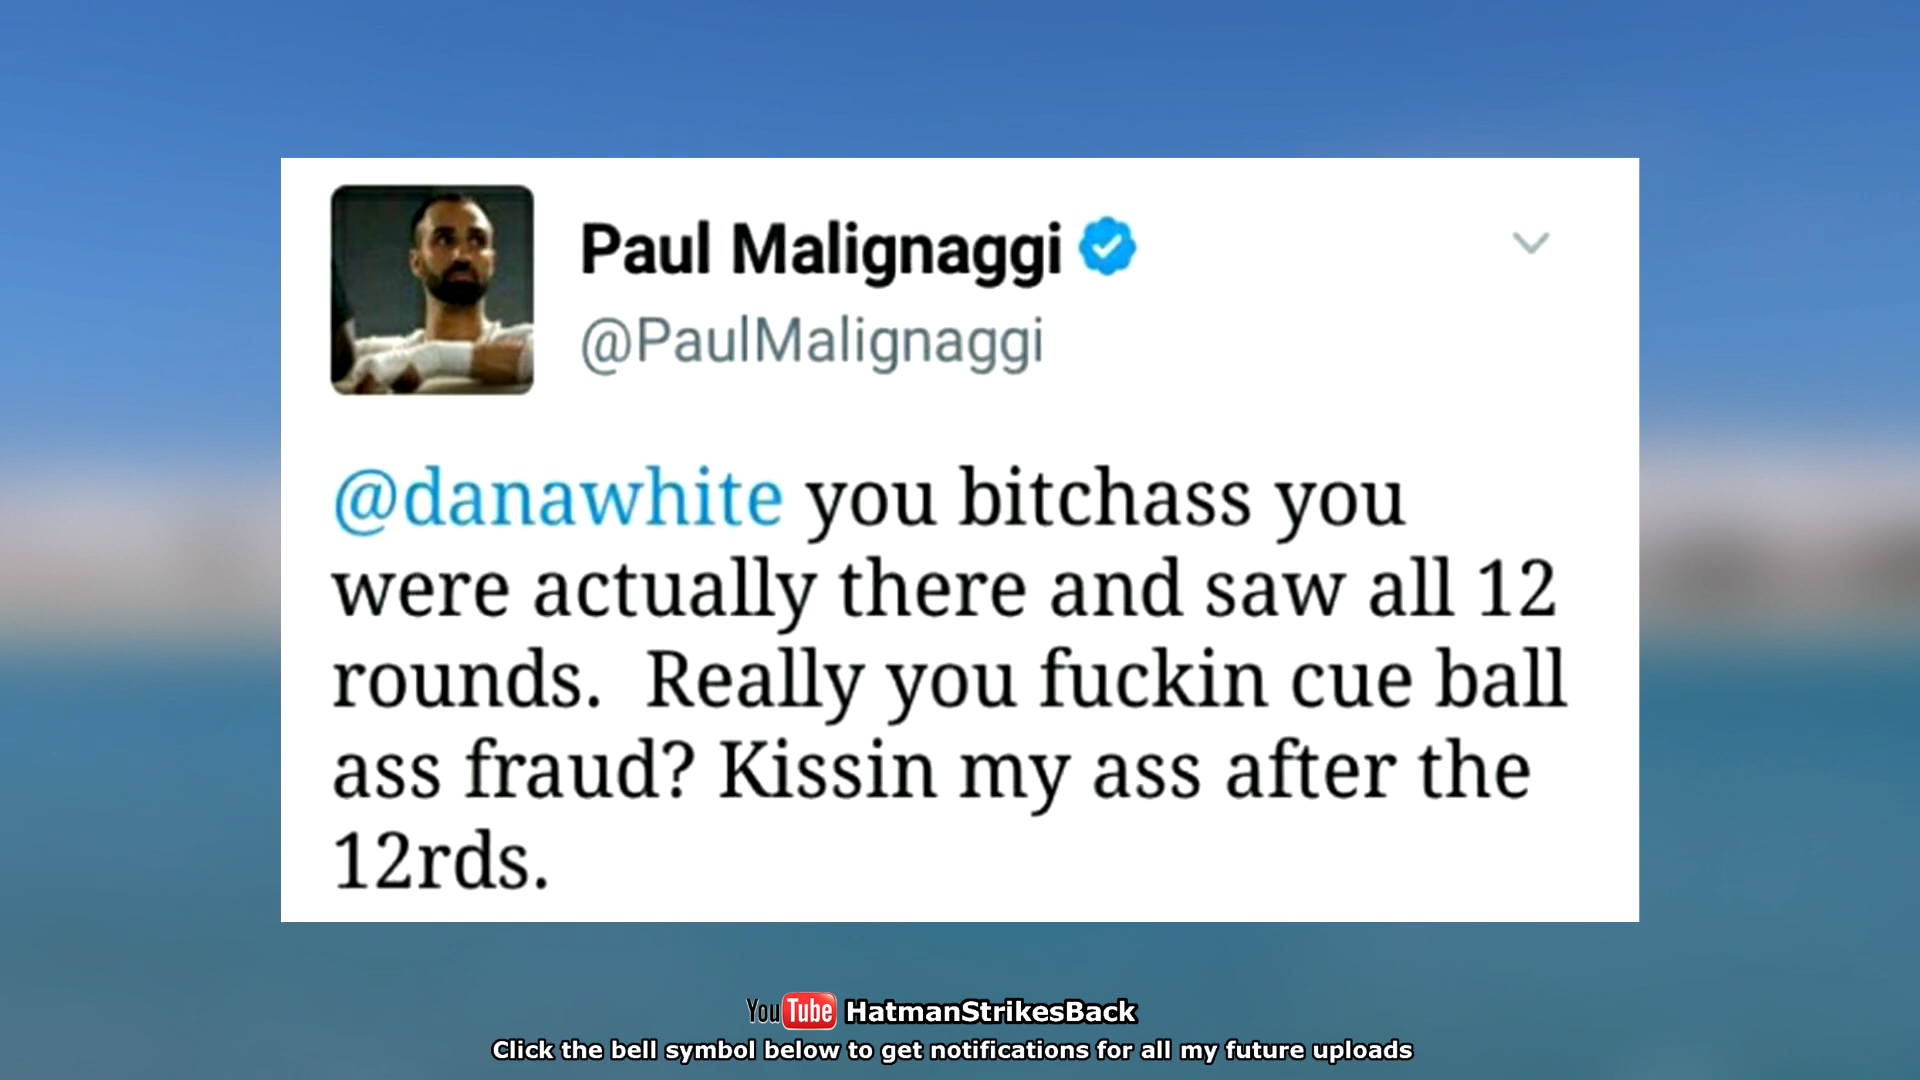 Paul Malignaggi
@PaulMalignaggi
@danawhite you bitchass you
were actually there and saw all 12
rounds.  Really you fuckin cue ball
ass fraud? Kissin my ass after the
12rds.
YouTube HatmanStrikesBack
Click the bell symbol below to get notifications for all my future uploads